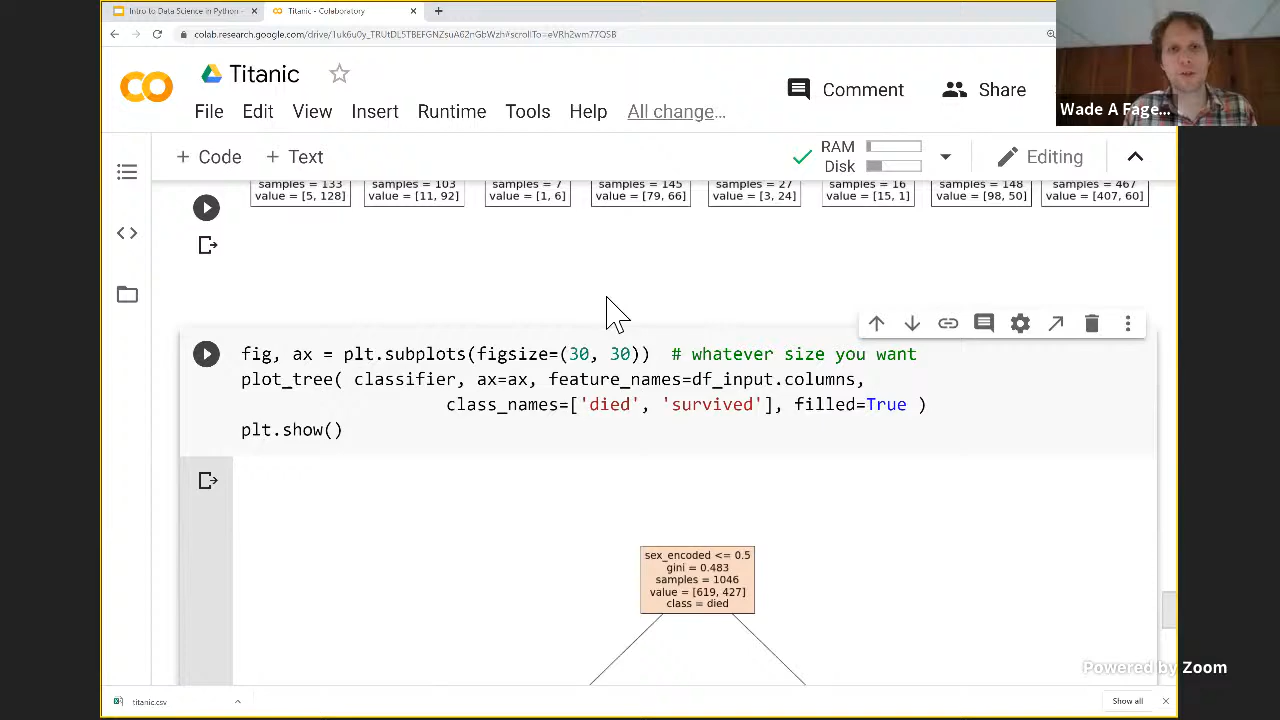 Intro to Data Science in Python -
Titanic - Colaboratory
colab.research.google.com/drive/1uk6u0y_TRUtDL5TBEFGNZsuA62nGbWzh#scrollTo=eVRh2wm77QSB
Titanic
Comment
Share
Wade A Fage...
File Edit View Insert Runtime Tools Help All change...
+ Code + Text
RAM
Disk
Editing
samples = 133 samples = 103 samples = 7 samples = 145 samples = 27 samples = 16 samples = 148 samples = 467
value = [5, 128] value = [11, 92] value = [1, 6] value = [79, 66] value = [3, 24] value = [15, 1] value = [98, 50] value = [407, 60]
fig, ax = plt.subplots(figsize=(30, 30)) # whatever size you want
plot_tree( classifier, ax=ax, feature_names=df_input.columns,
class_names=['died', 'survived'], filled=True )
plt.show()
sex_encoded <= 0.5
gini = 0.483
samples = 1046
value = [619, 427]
class = died
Powered by Zoom
titanic.csv
Show all